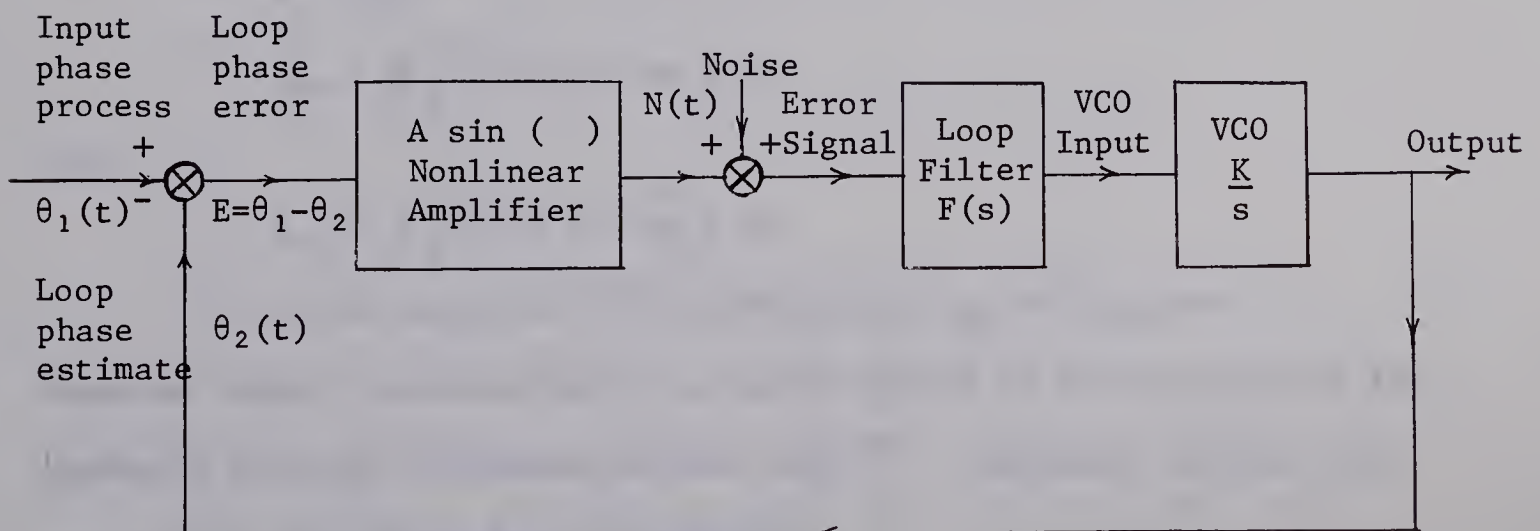 Input
phase
process
Loop
phase
error
+
θ₁(t)
-
E=θ₁-θ₂
A sin ( )
Nonlinear
Amplifier
Noise
N(t)
+
+
Error
Signal
Loop
Filter
F(s)
VCO
Input
VCO
K
s
Output
Loop
phase
estimate
θ₂(t)